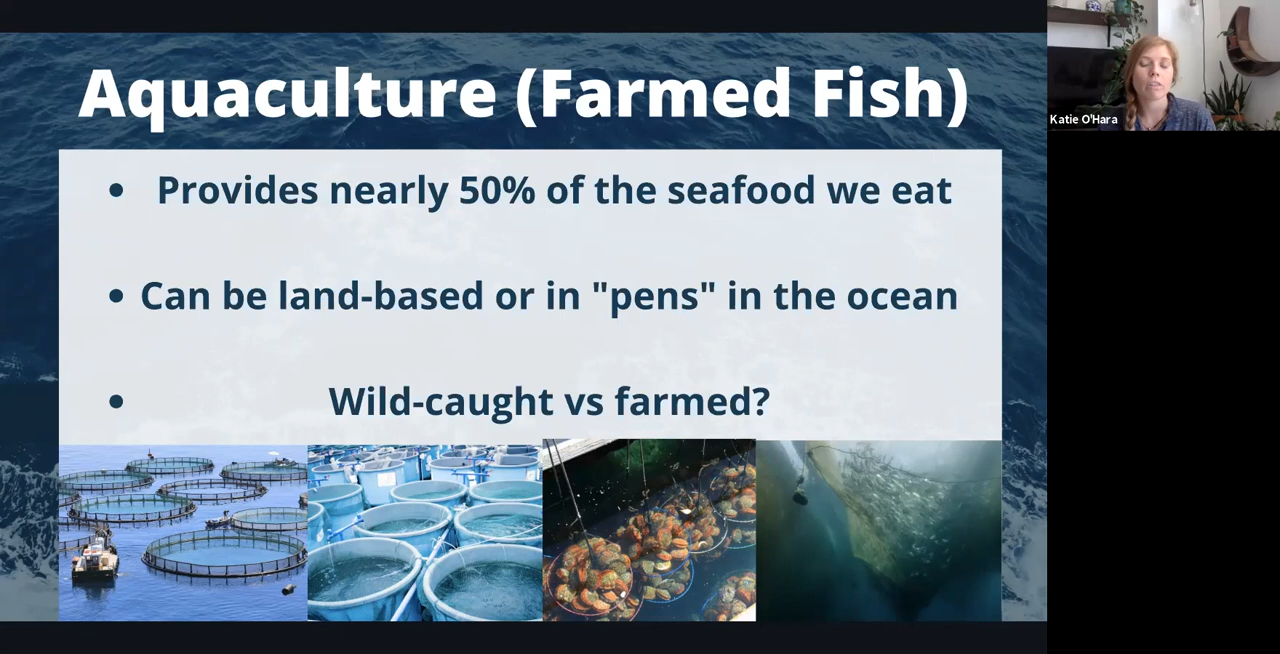 Aquaculture (Farmed Fish)
• Provides nearly 50% of the seafood we eat
• Can be land-based or in "pens" in the ocean
• Wild-caught vs farmed?
Katie O'Hara